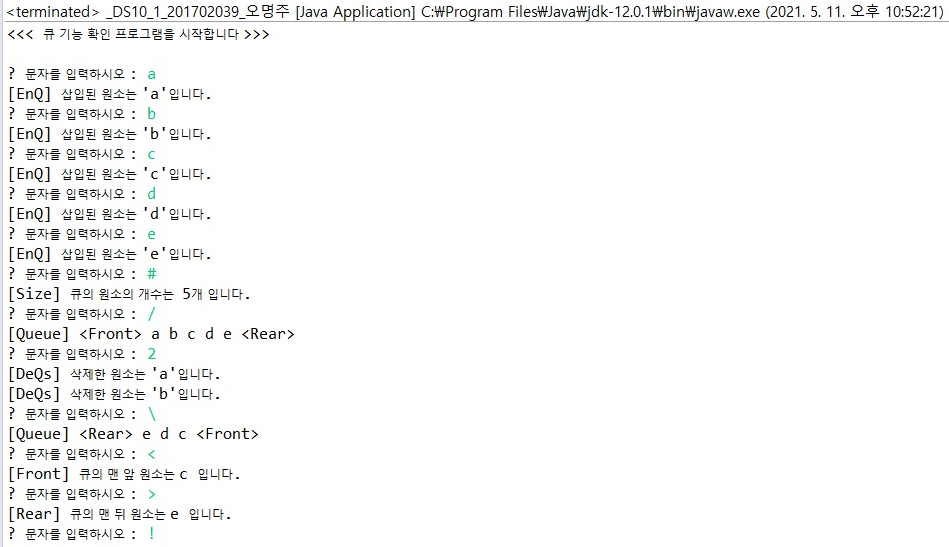 <terminated> _DS10_1_201702039_오명주 [Java Application] C:₩Program Files₩Java₩jdk-12.0.1₩bin₩javaw.exe (2021. 5. 11. 오후 10:52:21)
<<< 큐 기능 확인 프로그램을 시작합니다 >>>
? 문자를 입력하시오 : a
[EnQ] 삽입된 원소는 'a'입니다.
? 문자를 입력하시오 : b
[EnQ] 삽입된 원소는 'b'입니다.
? 문자를 입력하시오 : c
[EnQ] 삽입된 원소는 'c'입니다.
? 문자를 입력하시오 : d
[EnQ] 삽입된 원소는 'd'입니다.
? 문자를 입력하시오 : e
[EnQ] 삽입된 원소는 'e'입니다.
? 문자를 입력하시오 : #
[Size] 큐의 원소의 개수는 5개 입니다.
? 문자를 입력하시오 : /
[Queue] <Front> a b c d e <Rear>
? 문자를 입력하시오 : 2
[DeQs] 삭제한 원소는 'a'입니다.
[DeQs] 삭제한 원소는 'b'입니다.
? 문자를 입력하시오 : \
[Queue] <Rear> e d c <Front>
? 문자를 입력하시오 : <
[Front] 큐의 맨 앞 원소는 c 입니다.
? 문자를 입력하시오 : >
[Rear] 큐의 맨 뒤 원소는 e 입니다.
? 문자를 입력하시오 : !